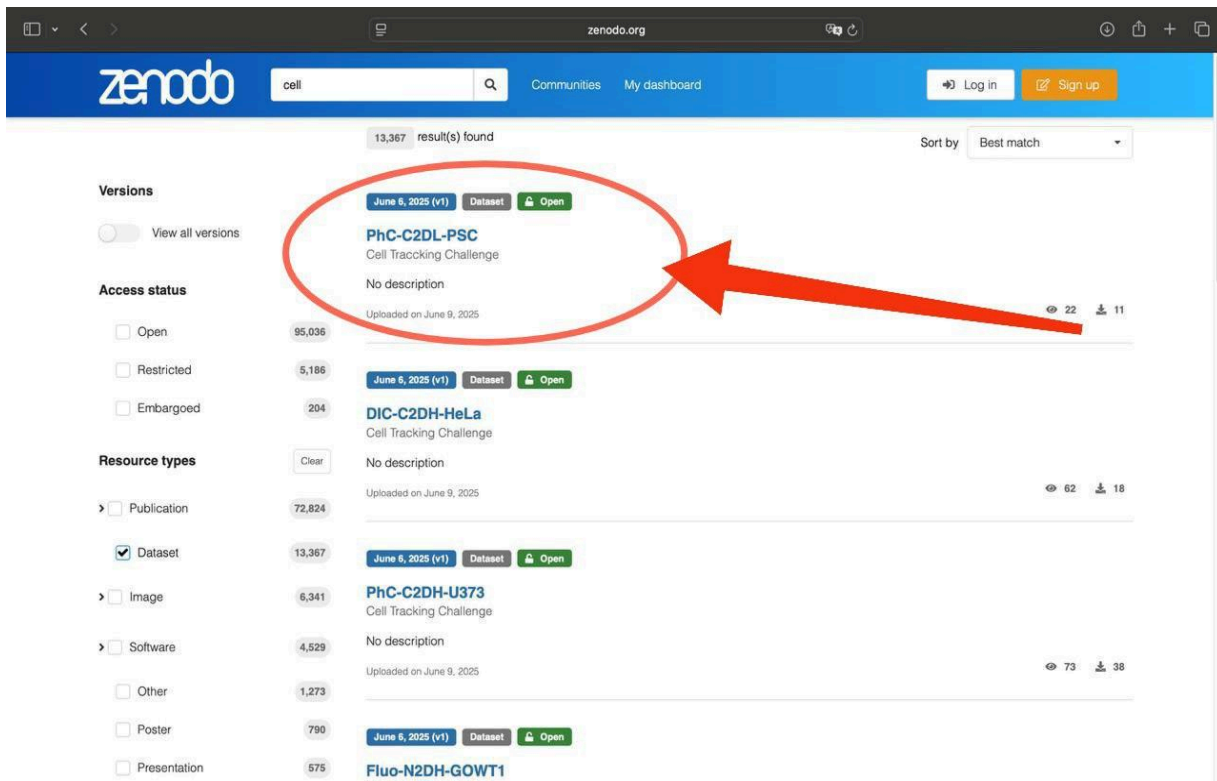 zenodo.org
zenodo
cell
Communities
My dashboard
Log in
Sign up
13,367 result(s) found
Sort by Best match
Versions
View all versions
Access status
Open 95,036
Restricted 5,186
Embargoed 204
Resource types Clear
Publication 72,824
Dataset 13,367
Image 6,341
Software 4,529
Other 1,273
Poster 790
Presentation 575
June 6, 2025 (v1) Dataset Open
PhC-C2DL-PSC
Cell Traccking Challenge
No description
Uploaded on June 9, 2025 22 11
June 6, 2025 (v1) Dataset Open
DIC-C2DH-HeLa
Cell Tracking Challenge
No description
Uploaded on June 9, 2025 62 18
June 6, 2025 (v1) Dataset Open
PhC-C2DH-U373
Cell Tracking Challenge
No description
Uploaded on June 9, 2025 73 38
June 6, 2025 (v1) Dataset Open
Fluo-N2DH-GOWT1